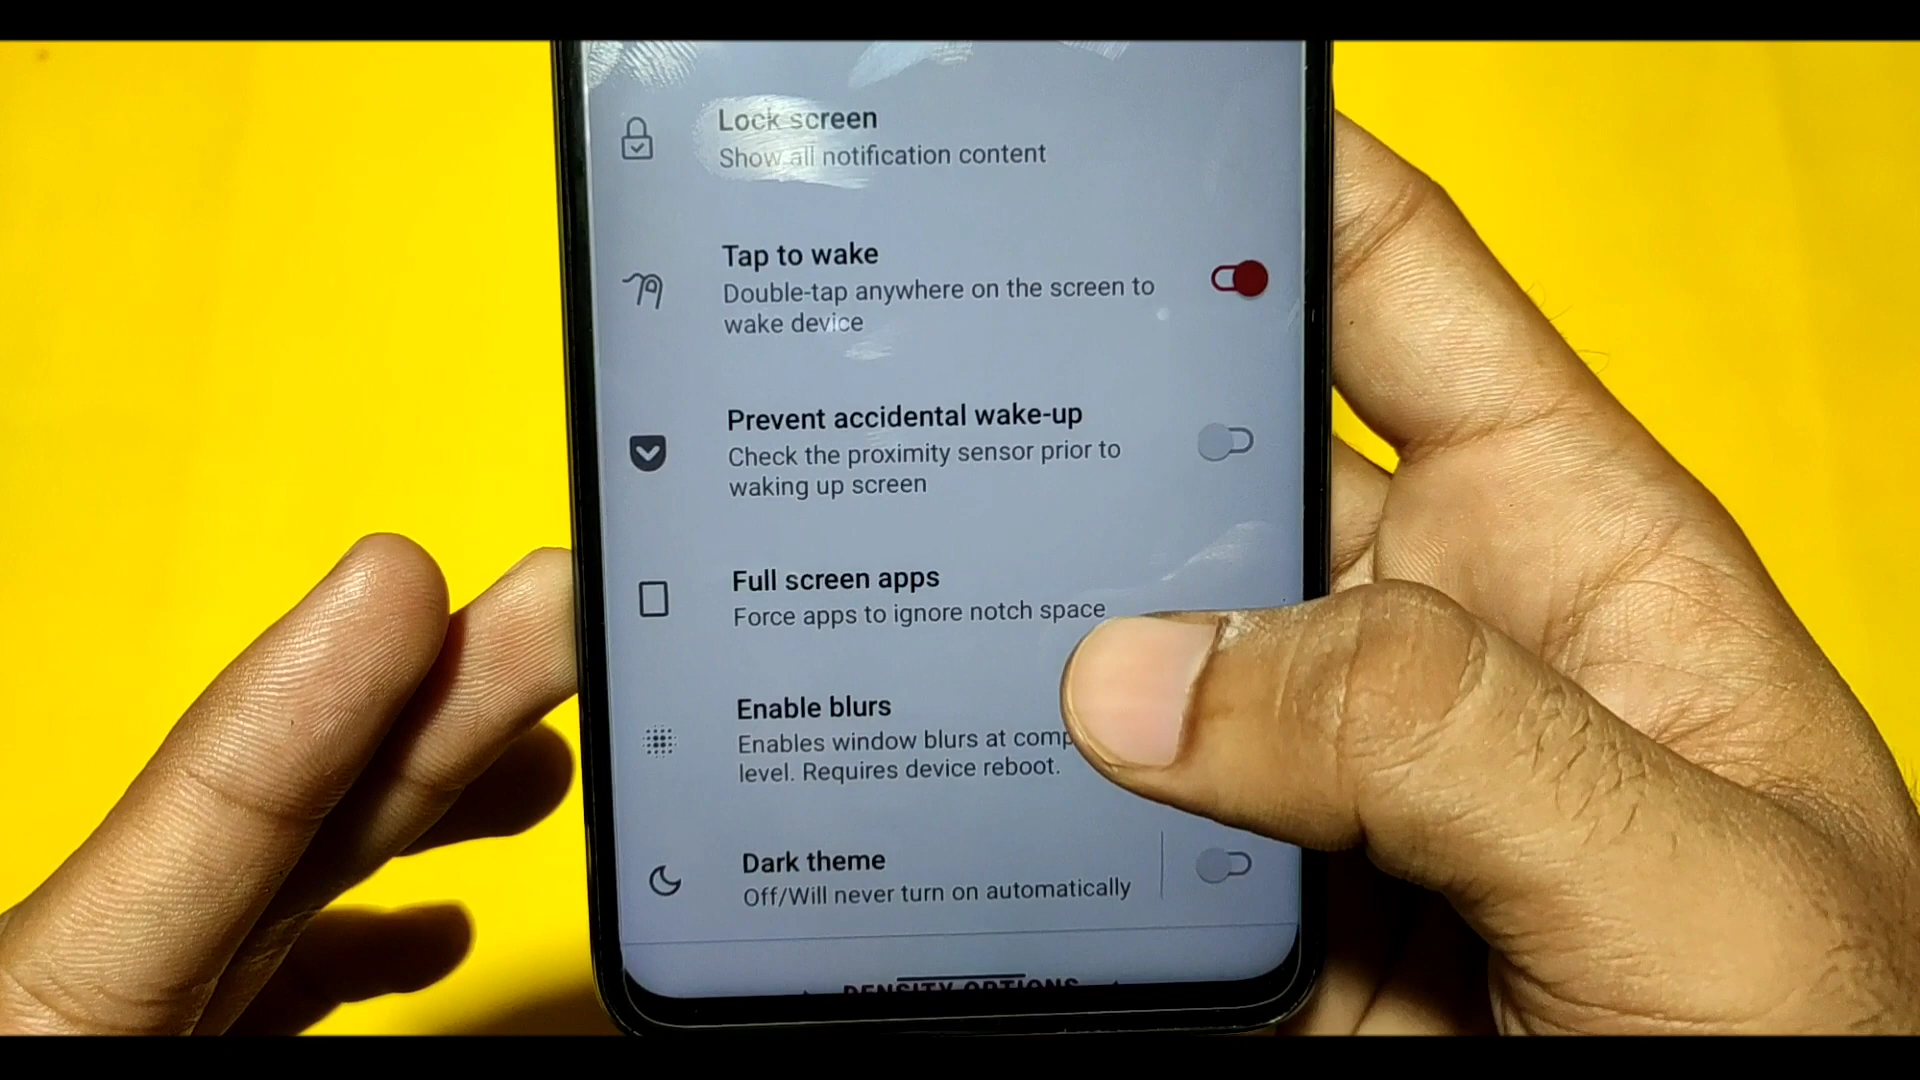 Lock screen
Show all notification content
Tap to wake
Double-tap anywhere on the screen to
wake device
Prevent accidental wake-up
Check the proximity sensor prior to
waking up screen
Full screen apps
Force apps to ignore notch space
Enable blurs
Enables window blurs at comp
level. Requires device reboot.
Dark theme
Off/Will never turn on automatically
DENSITY OPTIONS